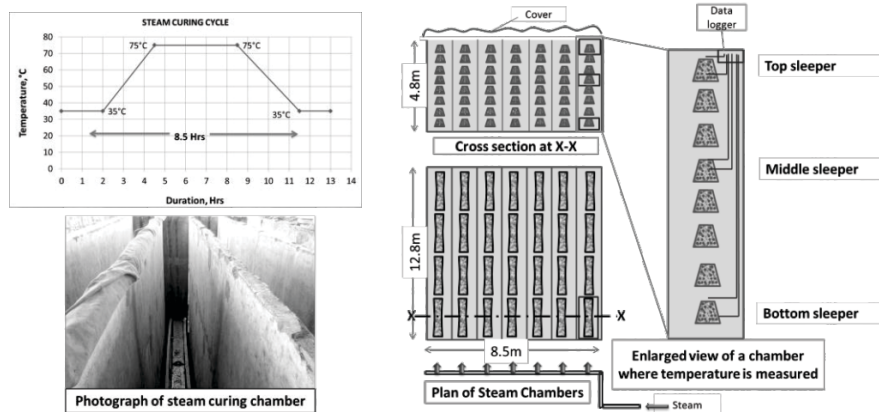 STEAM CURING CYCLE
80
70
60
50
40
30
20
10
0
Temperature,°C
75°C
75°C
35°C
35°C
8.5 Hrs
0 1 2 3 4 5 6 7 8 9 10 11 12 13 14
Duration, Hrs
Photograph of steam curing chamber
Cover
4.8m
Cross section at X-X
12.8m
X
X
8.5m
Plan of Steam Chambers
Steam
Data
logger
Top sleeper
Middle sleeper
Bottom sleeper
Enlarged view of a chamber
where temperature is measured